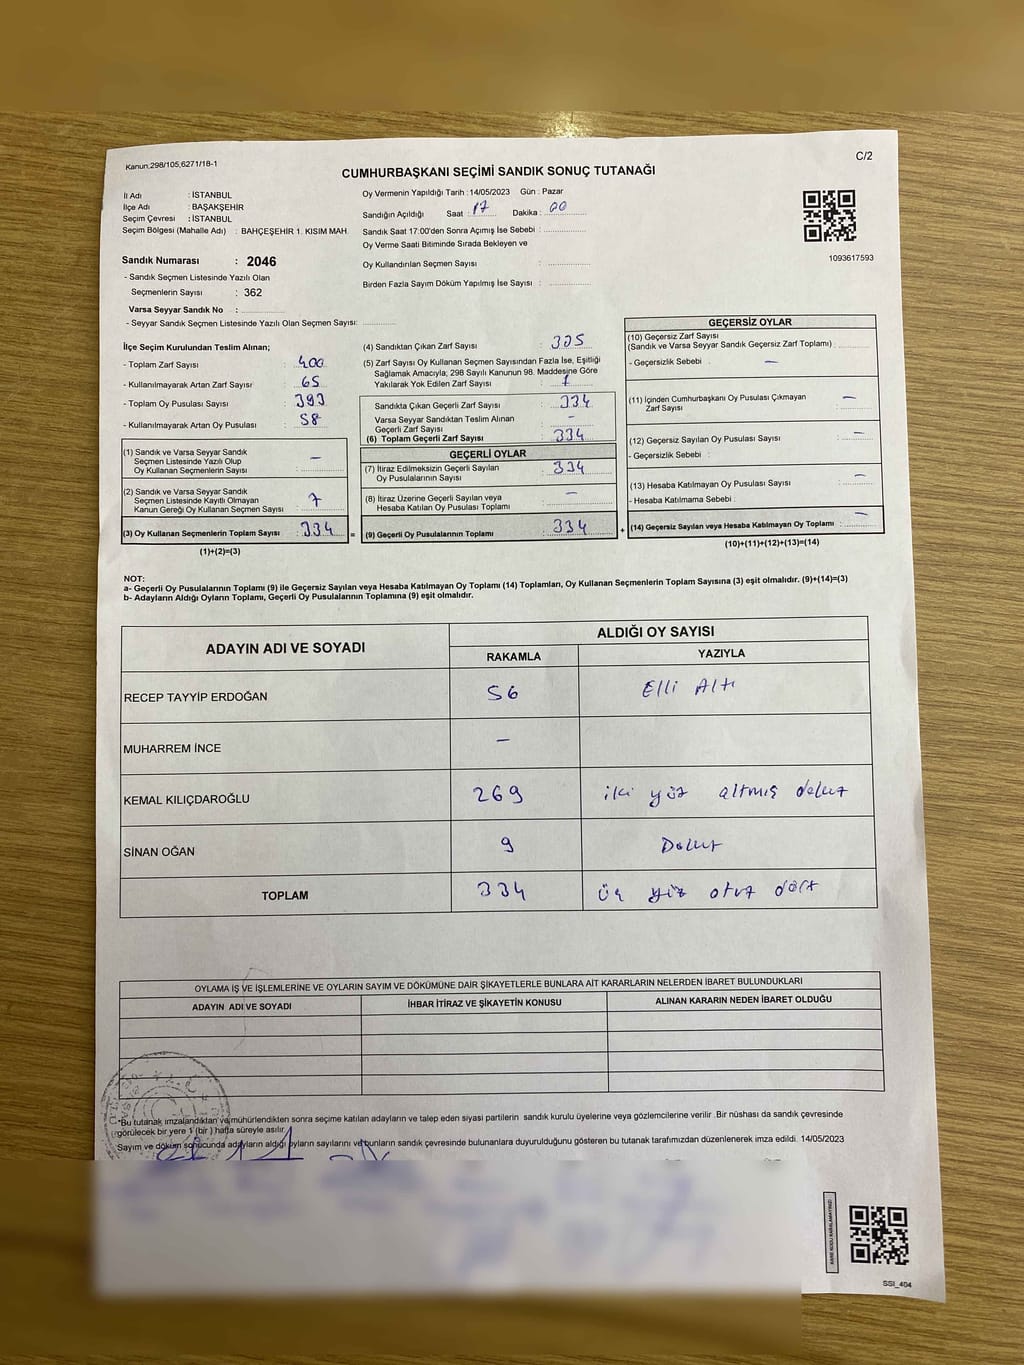 Kanun,298/105,6271/18-1
C/2
CUMHURBAŞKANI SEÇİMİ SANDIK SONUÇ TUTANAĞI
İl Adı : İSTANBUL
İlçe Adı : BAŞAKŞEHİR
Seçim Çevresi : İSTANBUL
Seçim Bölgesi (Mahalle Adı) : BAHÇEŞEHİR 1. KISIM MAH.
Sandık Numarası : 2046
- Sandık Seçmen Listesinde Yazılı Olan
Seçmenlerin Sayısı : 362
Varsa Seyyar Sandık No :
- Seyyar Sandık Seçmen Listesinde Yazılı Olan Seçmen Sayısı:
Oy Vermenin Yapıldığı Tarih : 14/05/2023 Gün : Pazar
Sandığın Açıldığı Saat : 17 Dakika : 00
Sandık Saat 17:00'den Sonra Açımış İse Sebebi :
Oy Verme Saati Bitiminde Sırada Bekleyen ve
Oy Kullandırılan Seçmen Sayısı :
Birden Fazla Sayım Döküm Yapılmış İse Sayısı :
1093617593
İlçe Seçim Kurulundan Teslim Alınan;
- Toplam Zarf Sayısı : 400
- Kullanılmayarak Artan Zarf Sayısı : 65
- Toplam Oy Pusulası Sayısı : 393
- Kullanılmayarak Artan Oy Pusulası : 58
(1) Sandık ve Varsa Seyyar Sandık
Seçmen Listesinde Yazılı Olup
Oy Kullanan Seçmenlerin Sayısı : –
(2) Sandık ve Varsa Seyyar Sandık
Seçmen Listesinde Kayıtlı Olmayan
Kanun Gereği Oy Kullanan Seçmen Sayısı : 7
(3) Oy Kullanan Seçmenlerin Toplam Sayısı : 334 =
(1)+(2)=(3)
(4) Sandıktan Çıkan Zarf Sayısı : 335
(5) Zarf Sayısı Oy Kullanan Seçmen Sayısından Fazla İse, Eşitliği
Sağlamak Amacıyla; 298 Sayılı Kanunun 98. Maddesine Göre
Yakılarak Yok Edilen Zarf Sayısı : 1
Sandıkta Çıkan Geçerli Zarf Sayısı : 334
Varsa Seyyar Sandıktan Teslim Alınan
Geçerli Zarf Sayısı : –
(6) Toplam Geçerli Zarf Sayısı : 334
GEÇERLİ OYLAR
(7) İtiraz Edilmeksizin Geçerli Sayılan
Oy Pusulalarının Sayısı : 334
(8) İtiraz Üzerine Geçerli Sayılan veya
Hesaba Katılan Oy Pusulası Toplamı : –
(9) Geçerli Oy Pusulalarının Toplamı : 334 +
GEÇERSİZ OYLAR
(10) Geçersiz Zarf Sayısı
(Sandık ve Varsa Seyyar Sandık Geçersiz Zarf Toplamı) :
- Geçersizlik Sebebi : –
(11) İçinden Cumhurbaşkanı Oy Pusulası Çıkmayan
Zarf Sayısı : –
(12) Geçersiz Sayılan Oy Pusulası Sayısı : –
- Geçersizlik Sebebi :
(13) Hesaba Katılmayan Oy Pusulası Sayısı : –
- Hesaba Katılmama Sebebi :
(14) Geçersiz Sayılan veya Hesaba Katılmayan Oy Toplamı : –
(10)+(11)+(12)+(13)=(14)
NOT:
a- Geçerli Oy Pusulalarının Toplamı (9) ile Geçersiz Sayılan veya Hesaba Katılmayan Oy Toplamı (14) Toplamları, Oy Kullanan Seçmenlerin Toplam Sayısına (3) eşit olmalıdır. (9)+(14)=(3)
b- Adayların Aldığı Oyların Toplamı, Geçerli Oy Pusulalarının Toplamına (9) eşit olmalıdır.
ADAYIN ADI VE SOYADI ALDIĞI OY SAYISI
RAKAMLA YAZIYLA
RECEP TAYYİP ERDOĞAN 56 Elli Altı
MUHARREM İNCE –
KEMAL KILIÇDAROĞLU 269 iki yüz altmış dokuz
SİNAN OĞAN 9 Dokuz
TOPLAM 334 üç yüz otuz dört
OYLAMA İŞ VE İŞLEMLERİNE VE OYLARIN SAYIM VE DÖKÜMÜNE DAİR ŞİKAYETLERLE BUNLARA AİT KARARLARIN NELERDEN İBARET BULUNDUKLARI
ADAYIN ADI VE SOYADI İHBAR İTİRAZ VE ŞİKAYETİN KONUSU ALINAN KARARIN NEDEN İBARET OLDUĞU
*Bu tutanak imzalandıktan ve mühürlendikten sonra seçime katılan adayların ve talep eden siyasi partilerin sandık kurulu üyelerine veya gözlemcilerine verilir .Bir nüshası da sandık çevresinde
görülecek bir yere 1 (bir ) hafta süreyle asılır.
Sayım ve döküm sonucunda adayların aldığı oyların sayılarını ve bunların sandık çevresinde bulunanlara duyurulduğunu gösteren bu tutanak tarafımızdan düzenlenerek imza edildi. 14/05/2023
SSI_404